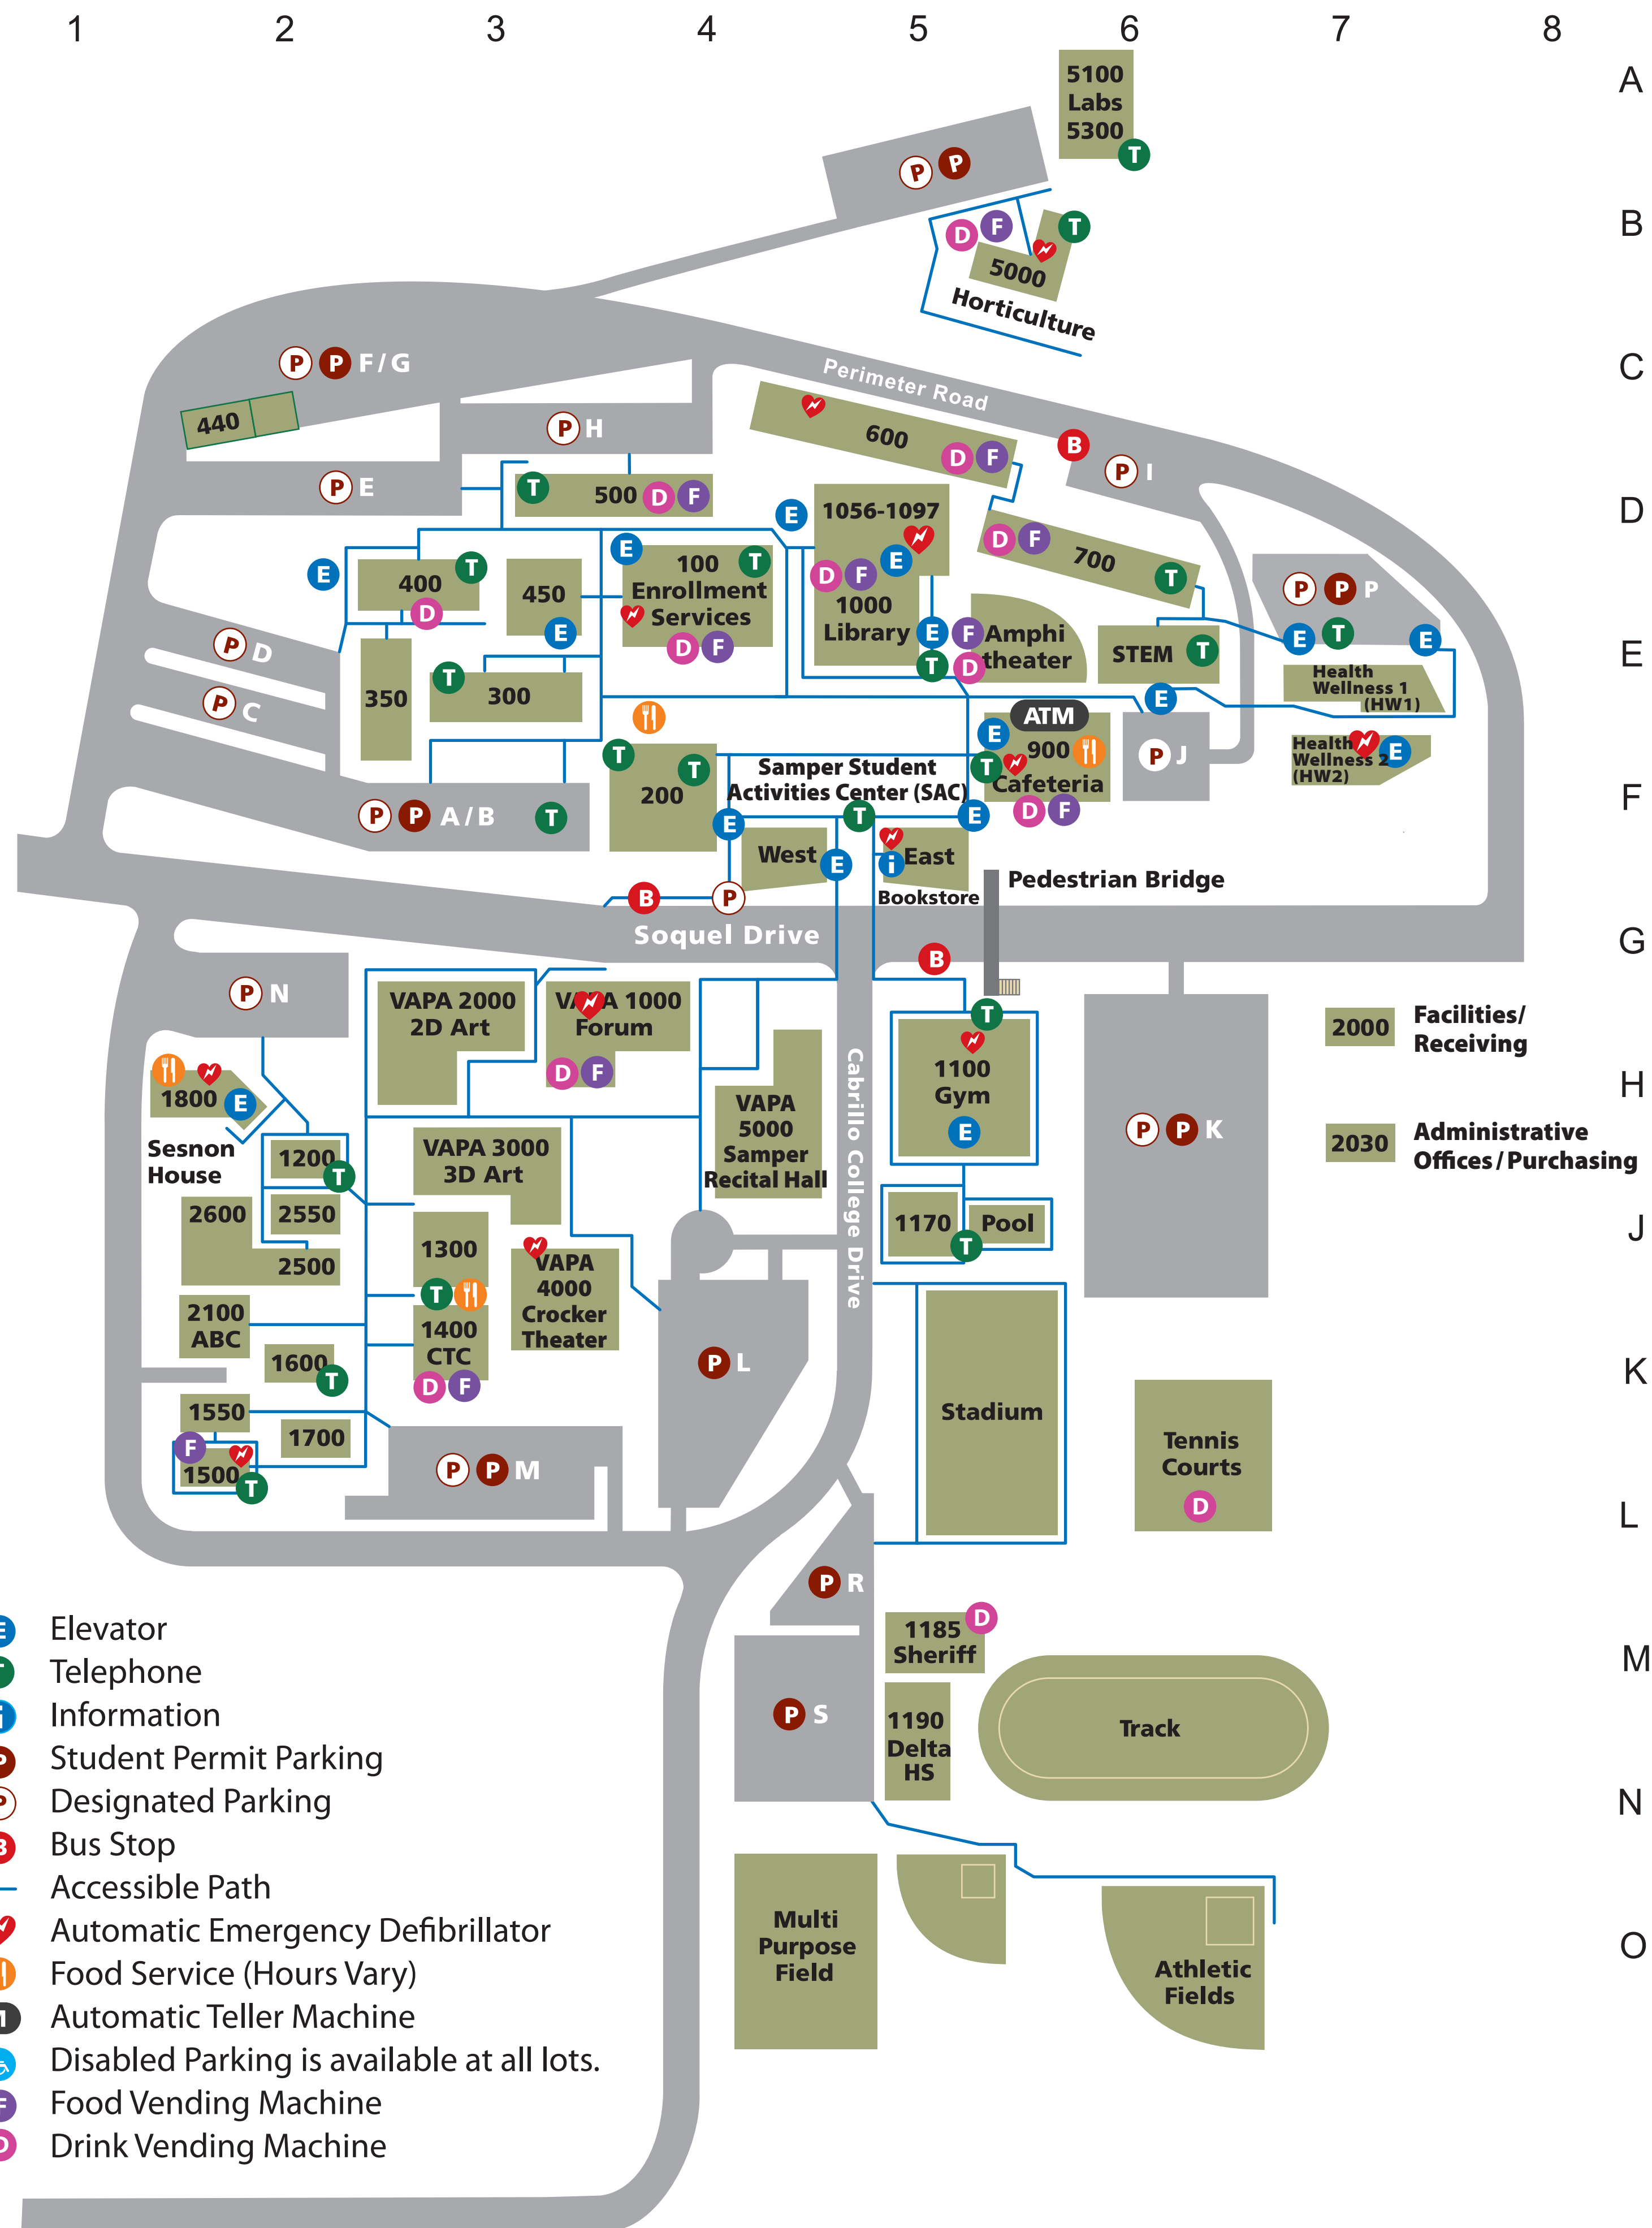 1 2 3 4 5 6 7 8
A
5100
Labs
5300
T
P P
B
D F T
5000
Horticulture
C
P P F/G
Perimeter Road
440
P H
600
D F
B
P I
P E
T 500 D F
D
1056-1097
E
D F E
D F 700 T
E
400 T
D
450
E
E
100 T
Enrollment
Services
D F
1000
Library E
T
F Amphi
D theater
STEM T
P P P
E T E
E
P D
P C
350
T 300
Health
Wellness 1
(HW1)
E
ATM
E 900
T Cafeteria
D F
P J
Health
Wellness 2 E
(HW2)
F
T T
200
Samper Student
Activities Center (SAC)
P P A/B T
E T E
West E
i East
Bookstore
Pedestrian Bridge
B P
Soquel Drive
G
B
P N
VAPA 2000
2D Art
VAPA 1000
Forum
D F
T
1100
Gym
E
2000 Facilities/
Receiving
H
1800 E
Sesnon
House
VAPA
5000
Samper
Recital Hall
Cabrillo College Drive
P P K
2030 Administrative
Offices/Purchasing
1200 T
VAPA 3000
3D Art
2600 2550
2500
1300
T
1170 Pool
T
J
VAPA
4000
Crocker
Theater
2100
ABC
1400
CTC
D F
1600 T
P L
K
1550
1700
F
1500 T
P P M
Stadium
Tennis
Courts
D
L
P R
1185 D
Sheriff
M
P S
1190
Delta
HS
Track
N
Multi
Purpose
Field
Athletic
Fields
O
E Elevator
T Telephone
i Information
P Student Permit Parking
P Designated Parking
B Bus Stop
Accessible Path
Automatic Emergency Defibrillator
Food Service (Hours Vary)
M Automatic Teller Machine
Disabled Parking is available at all lots.
F Food Vending Machine
D Drink Vending Machine